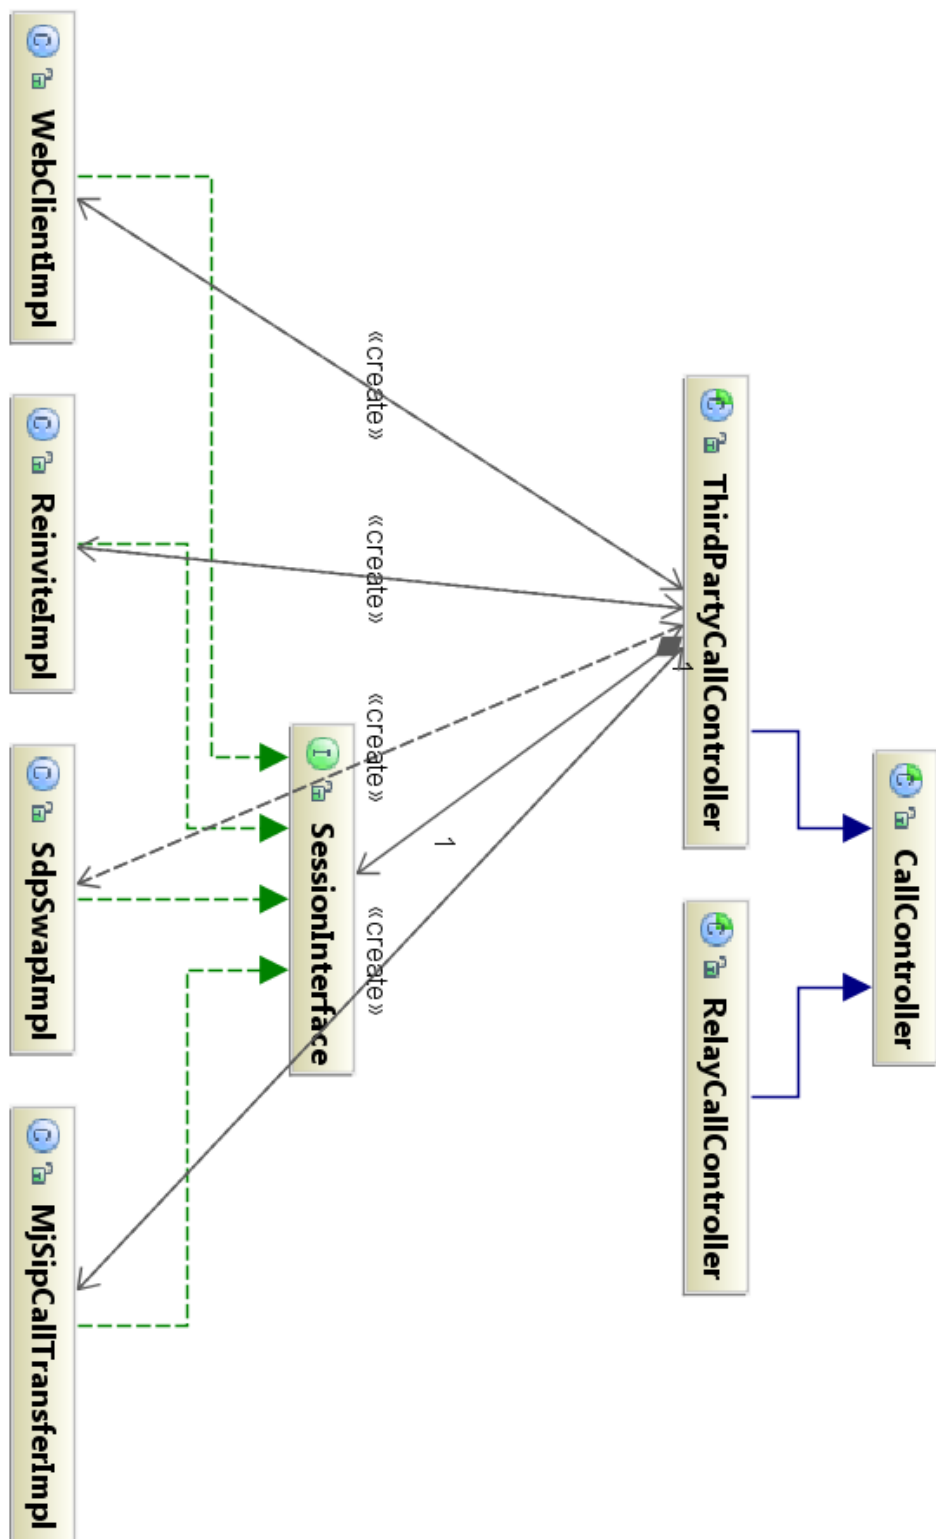 CallController
ThirdPartyCallController
RelayCallController
1
«create»
«create»
«create»
«create»
1
SessionInterface
WebClientImpl
ReinviteImpl
SdpSwapImpl
MjSipCallTransferImpl